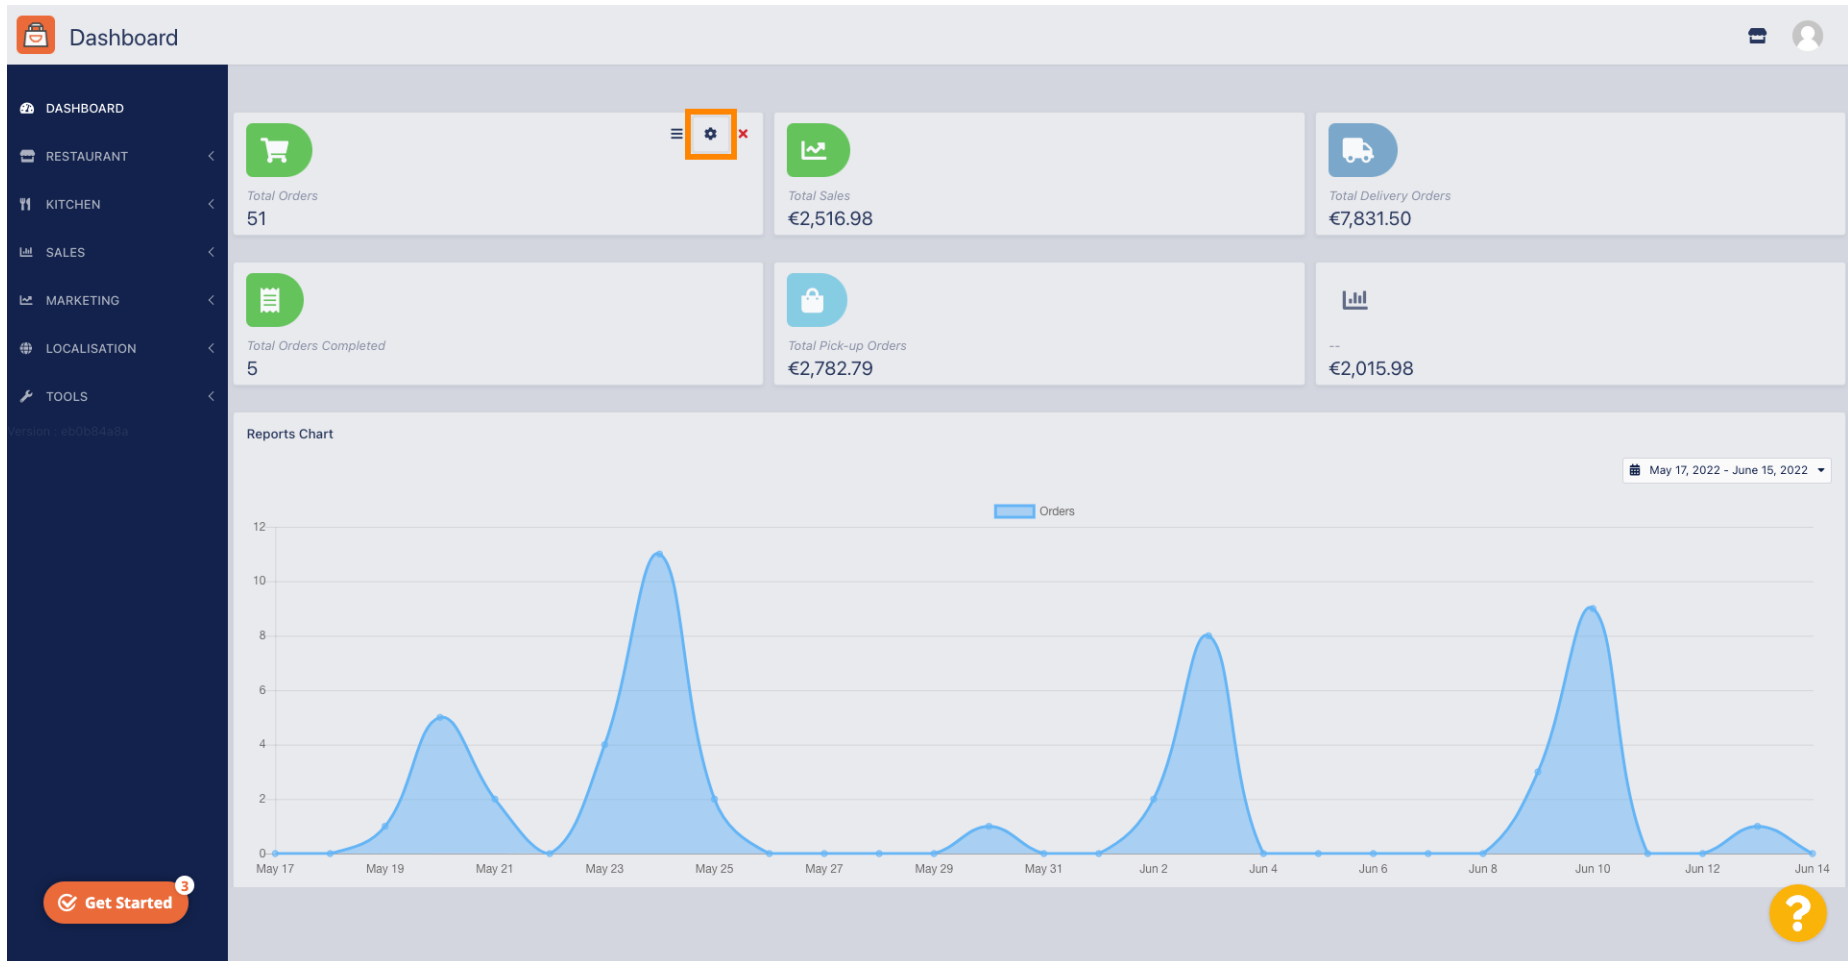 Dashboard
DASHBOARD
RESTAURANT
KITCHEN
SALES
MARKETING
LOCALISATION
TOOLS
Version : eb0b84a8a
3
Get Started
Total Orders
51
Total Sales
€2,516.98
Total Delivery Orders
€7,831.50
Total Orders Completed
5
Total Pick-up Orders
€2,782.79
--
€2,015.98
Reports Chart
May 17, 2022 - June 15, 2022
Orders
12
10
8
6
4
2
0
May 17 May 19 May 21 May 23 May 25 May 27 May 29 May 31 Jun 2 Jun 4 Jun 6 Jun 8 Jun 10 Jun 12 Jun 14
?